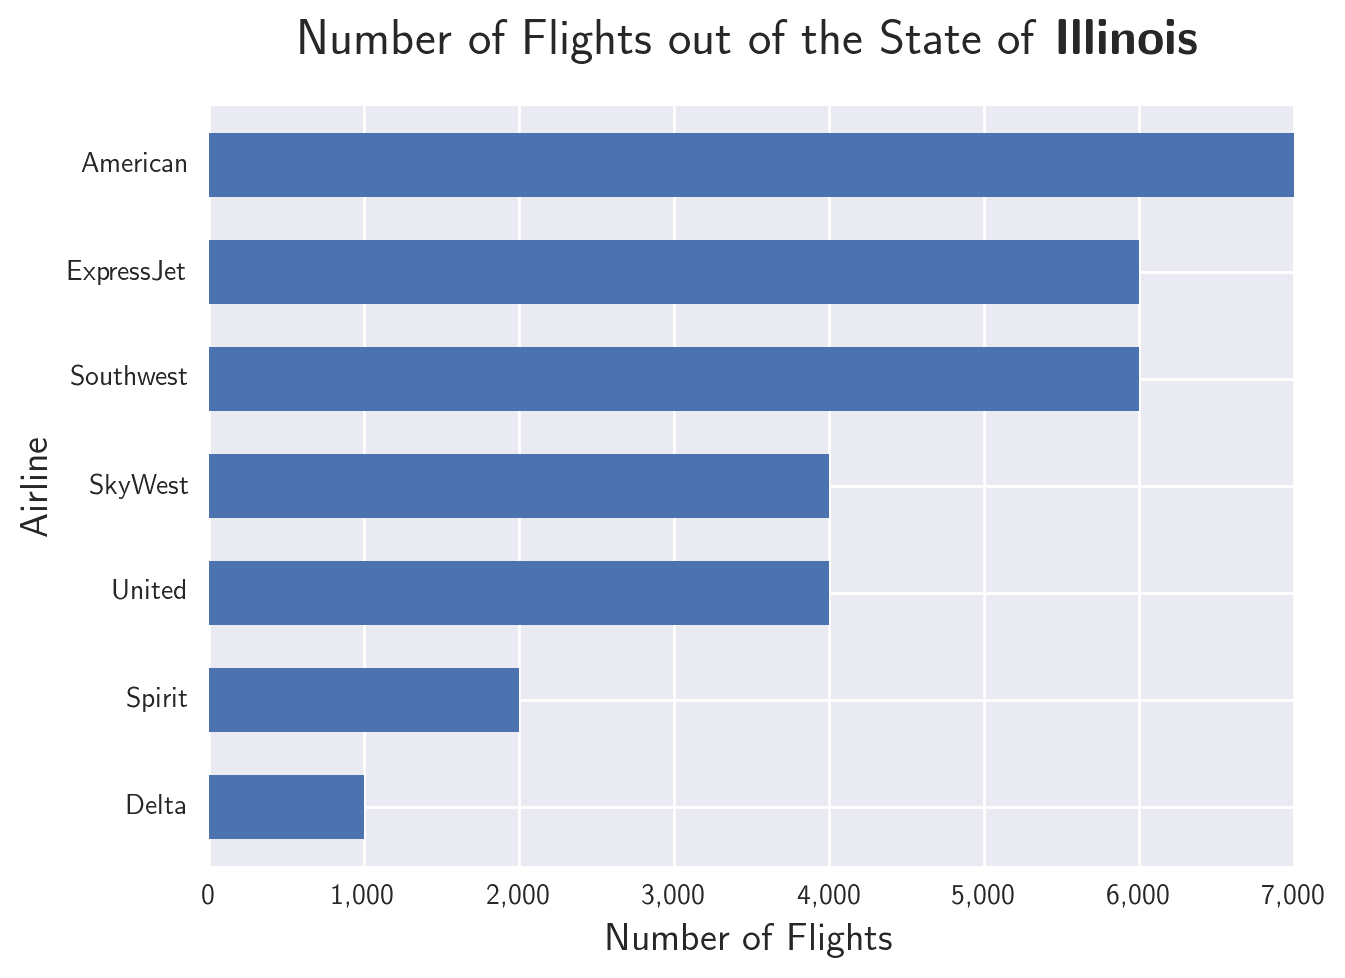 Number of Flights out of the State of Illinois
American
ExpressJet
Southwest
SkyWest
United
Spirit
Delta
Airline
0 1,000 2,000 3,000 4,000 5,000 6,000 7,000
Number of Flights